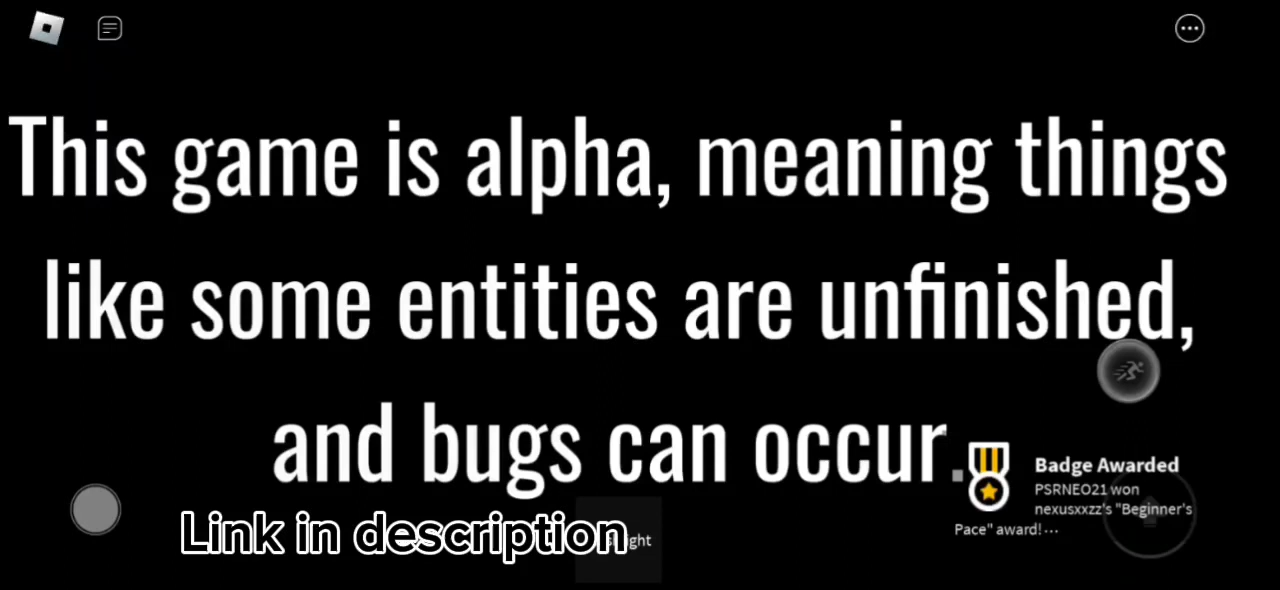 This game is alpha, meaning things
like some entities are unfinished,
and bugs can occur.
Badge Awarded
PSRNEO21 won
nexusxxzz's "Beginner's
Pace" award!...
Link in description